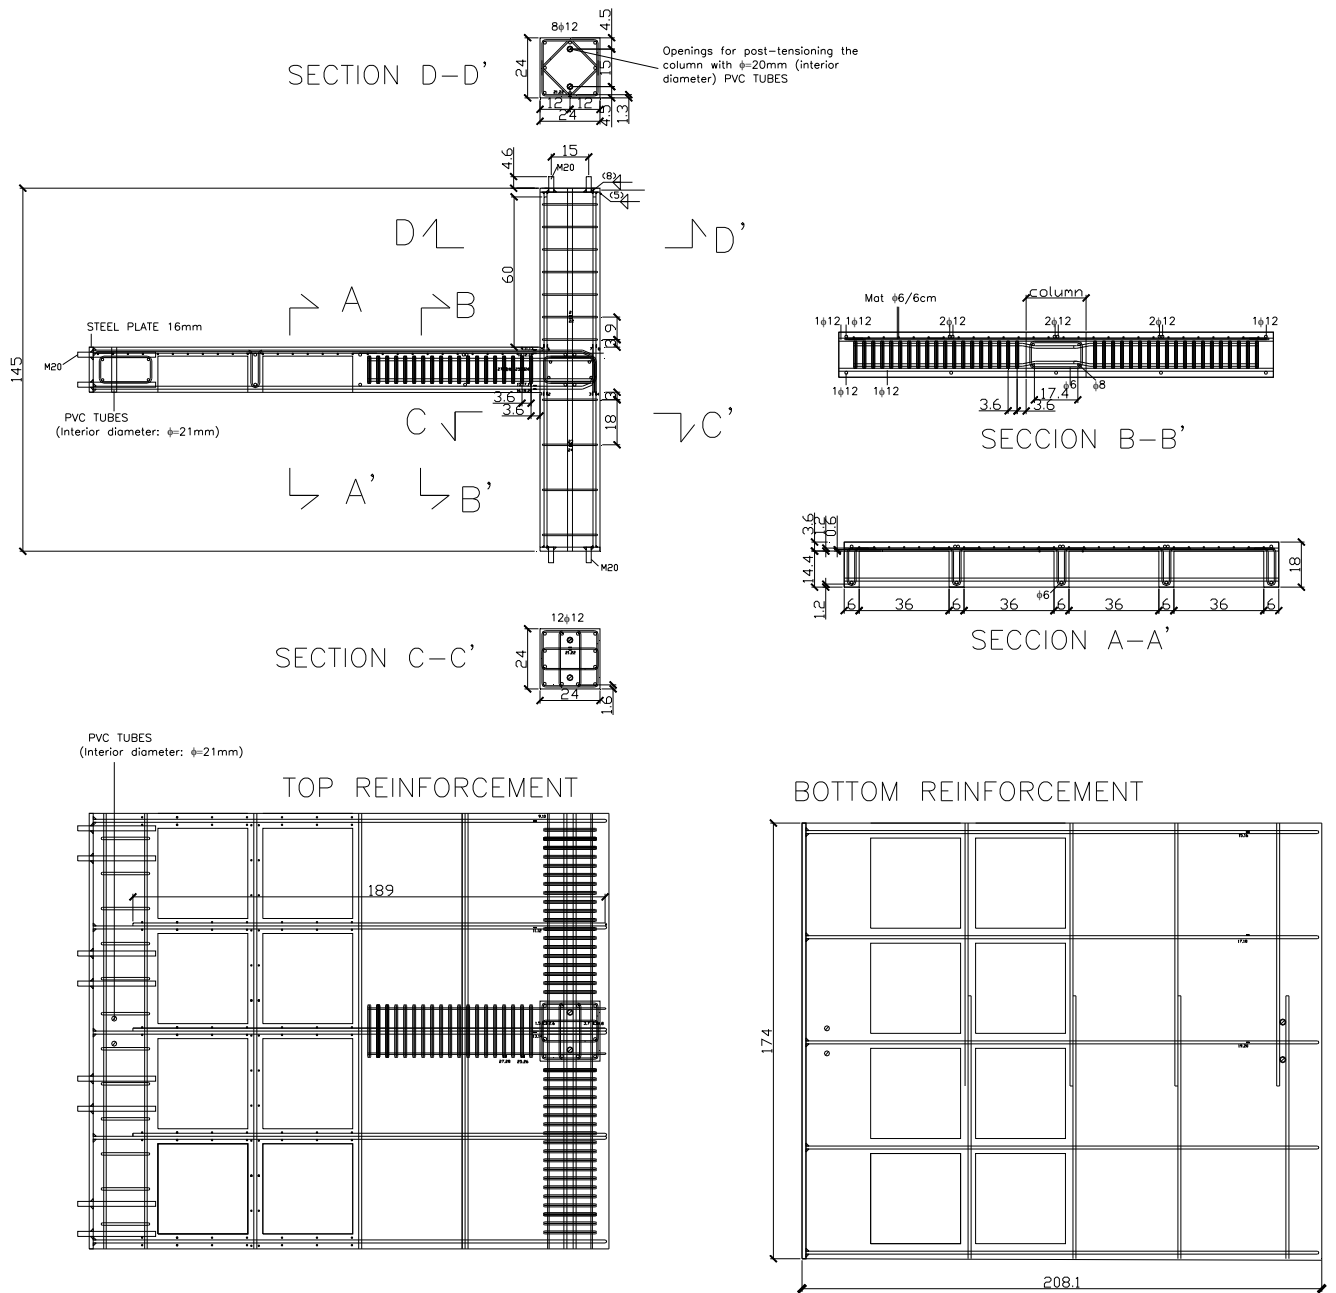 8ϕ12
4.5
SECTION D–D'
24
15
Openings for post–tensioning the
column with ϕ=20mm (interior
diameter) PVC TUBES
12
12
24
4.5
1.3
4.6
15
M20
(8)
(5)
D
D'
60
145
A
B
3.9
3
STEEL PLATE 16mm
M20
PVC TUBES
(Interior diameter: ϕ=21mm)
3.6
3.6
3
18
C
C'
A'
B'
M20
column
Mat ϕ6/6cm
1ϕ12
1ϕ12
2ϕ12
2ϕ12
2ϕ12
1ϕ12
1ϕ12
1ϕ12
ϕ6
ϕ8
17.4
3.6
3.6
SECCION B–B'
3.6
1.2
0.6
14.4
18
1.2
ϕ6
6
36
6
36
6
36
6
36
6
SECCION A–A'
12ϕ12
SECTION C–C'
24
24
1.6
PVC TUBES
(Interior diameter: ϕ=21mm)
TOP REINFORCEMENT
189
BOTTOM REINFORCEMENT
174
208.1